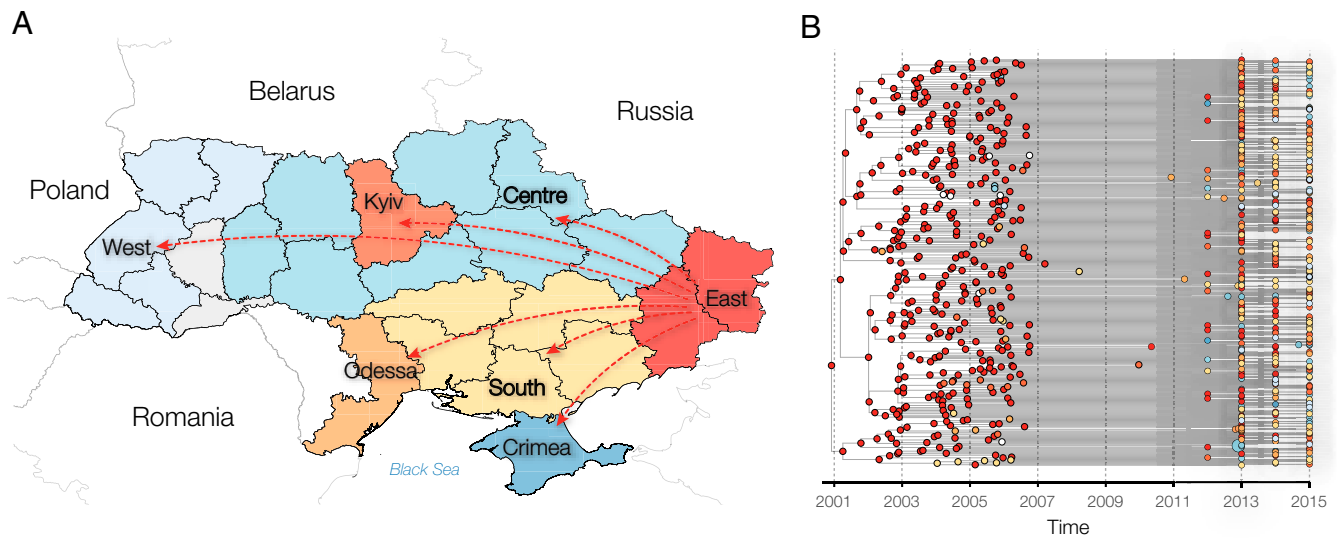 A
B
Belarus
Russia
Poland
Kyiv
Centre
West
East
Odessa
South
Romania
Crimea
Black Sea
2001 2003 2005 2007 2009 2011 2013 2015
Time